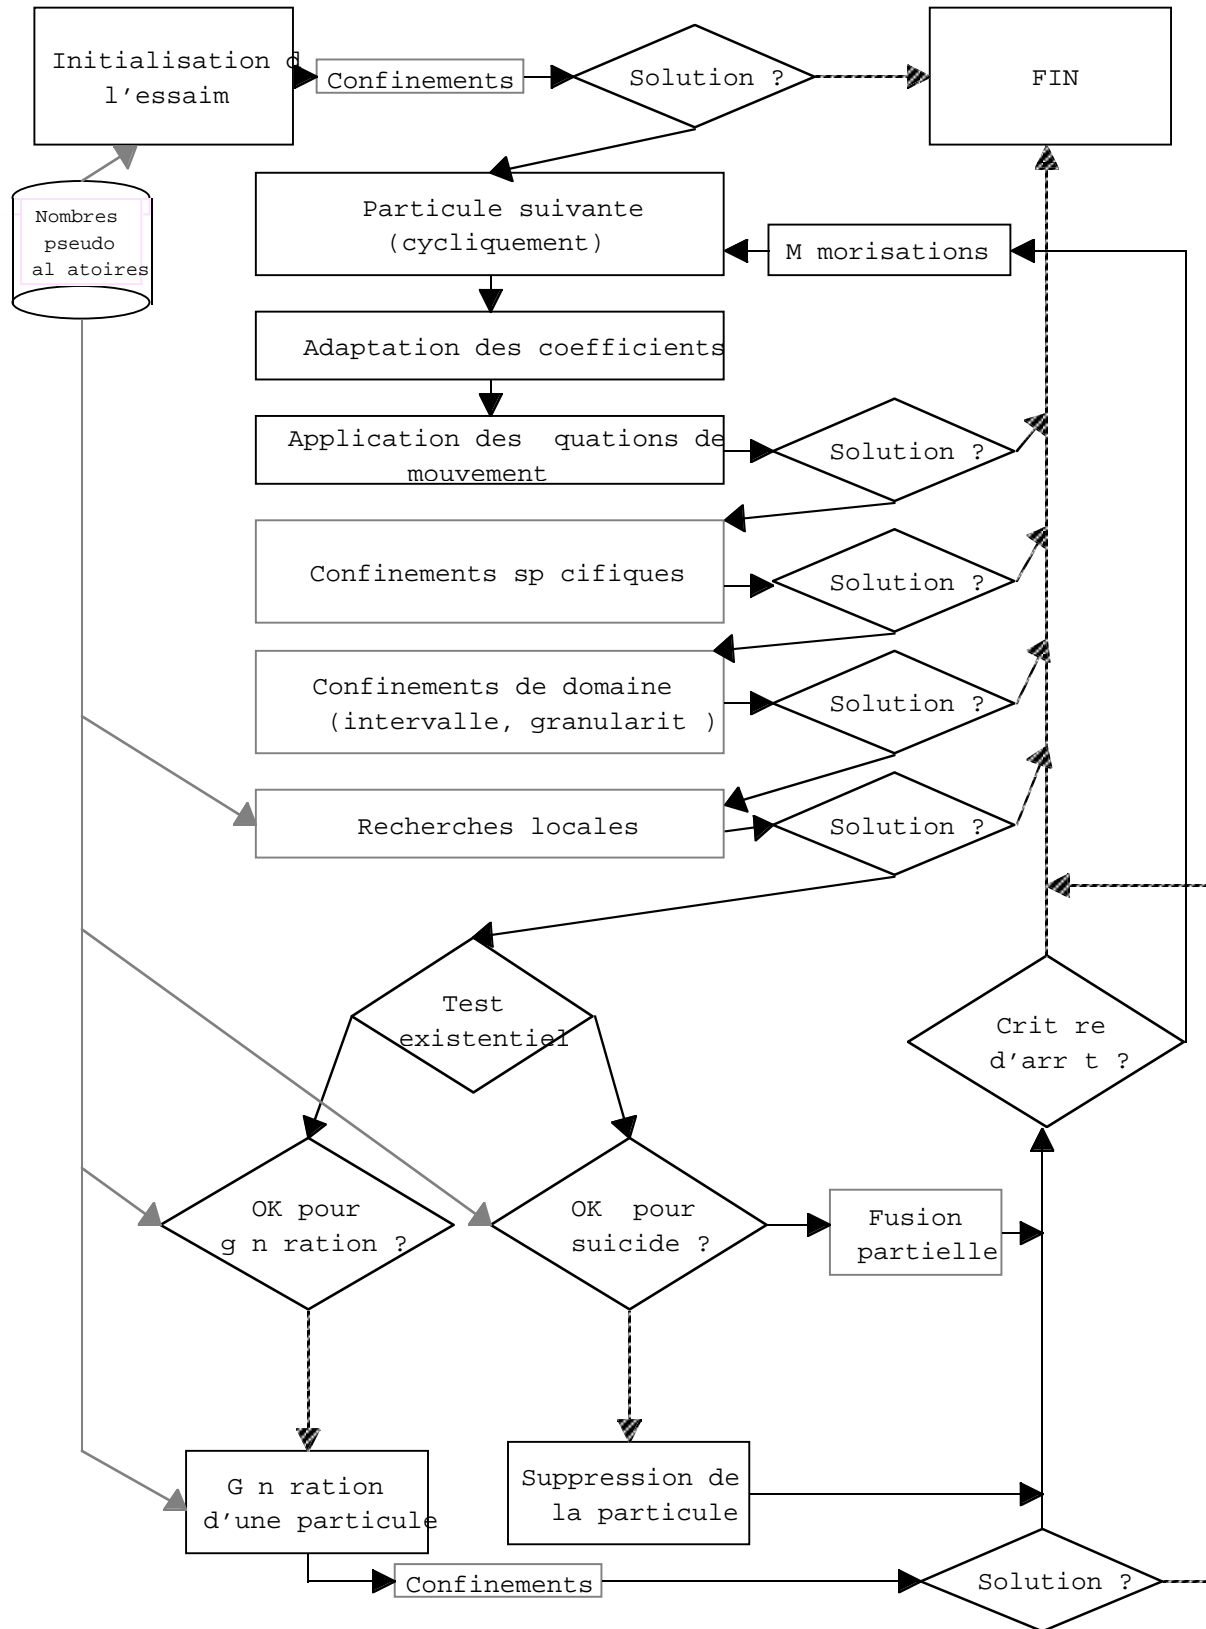 Initialisation d
l’essaim
Confinements
Solution ?
FIN
Nombres
pseudo
al atoires
Particule suivante
(cycliquement)
M morisations
Adaptation des coefficients
Application des  quations de
mouvement
Solution ?
Confinements sp cifiques
Solution ?
Confinements de domaine
(intervalle, granularit )
Solution ?
Recherches locales
Solution ?
Test
existentiel
Crit re
d’arr t ?
OK pour
g n ration ?
OK  pour
suicide ?
Fusion
partielle
G n ration
d’une particule
Suppression de
la particule
Confinements
Solution ?